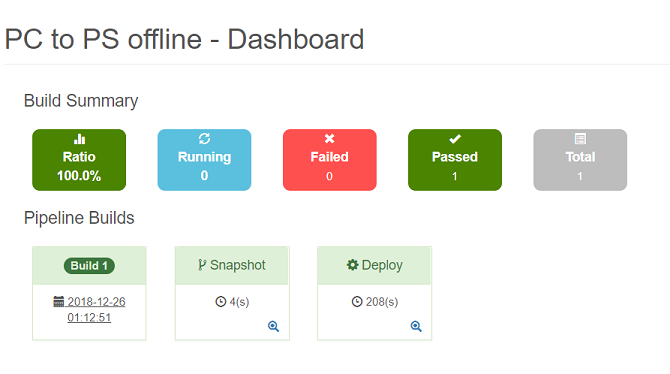 PC to PS offline - Dashboard
Build Summary
Ratio
100.0%
Running
0
Failed
0
Passed
1
Total
1
Pipeline Builds
Build 1
2018-12-26
01:12:51
Snapshot
4(s)
Deploy
208(s)